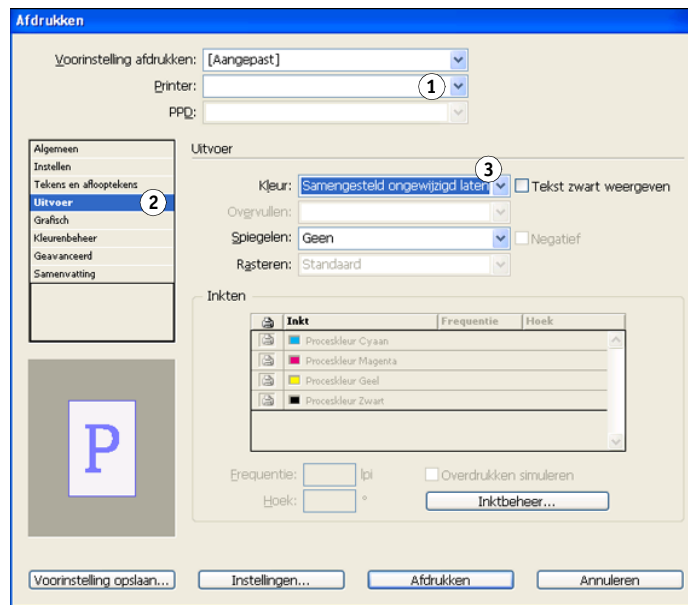 Afdrukken
Voorinstelling afdrukken: [Aangepast]
Printer: 1
PPD:
Algemeen
Instellen
Tekens en aflooptekens
Uitvoer 2
Grafisch
Kleurenbeheer
Geavanceerd
Samenvatting
Uitvoer
3
Kleur: Samengesteld ongewijzigd laten Tekst zwart weergeven
Overvullen:
Spiegelen: Geen Negatief
Rasteren: Standaard
Inkten
Inkt Frequentie Hoek
Proceskleur Cyaan
Proceskleur Magenta
Proceskleur Geel
Proceskleur Zwart
Frequentie: lpi Overdrukken simuleren
Hoek: ° Inktbeheer...
P
Voorinstelling opslaan... Instellingen... Afdrukken Annuleren